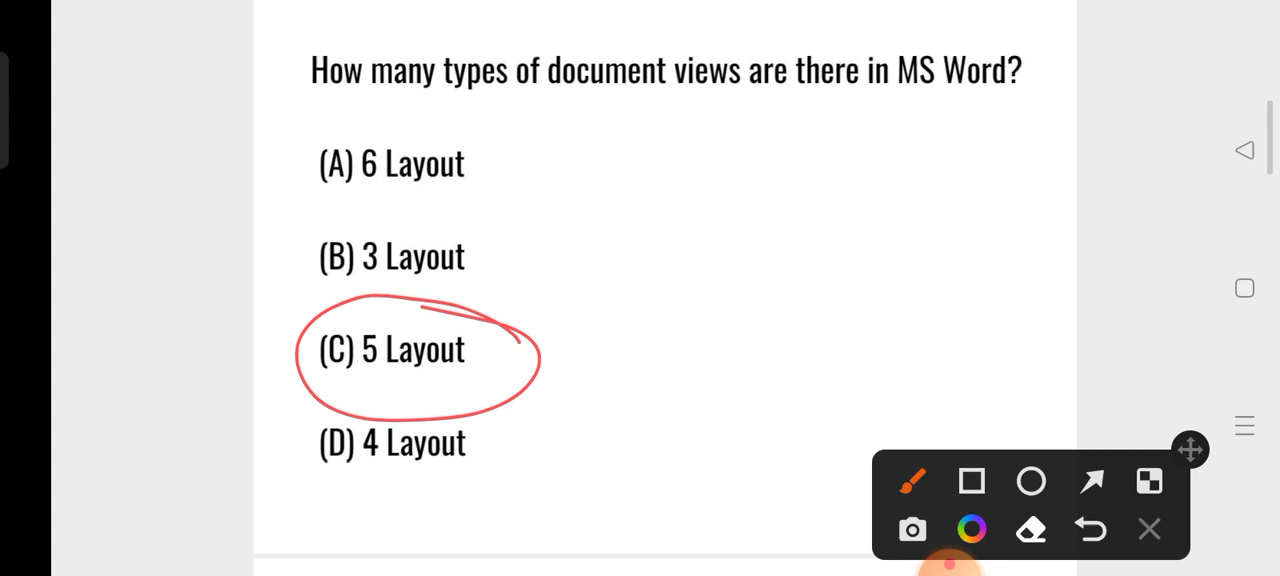 How many types of document views are there in MS Word?
(A) 6 Layout
(B) 3 Layout
(C) 5 Layout
(D) 4 Layout